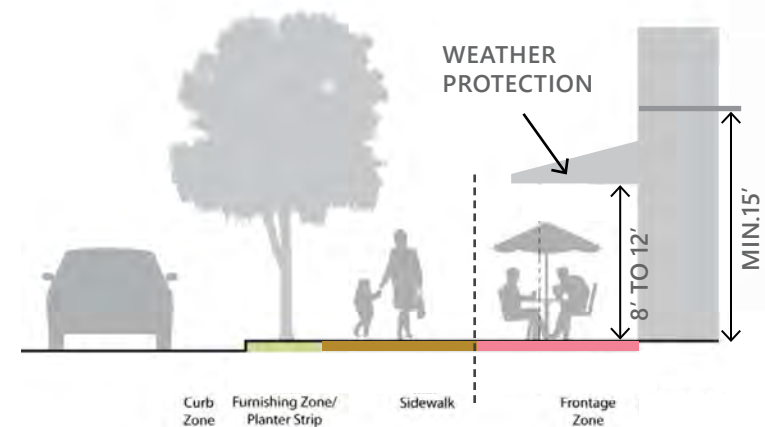 WEATHER
PROTECTION
8’ TO 12’
MIN.15’
Curb
Zone
Furnishing Zone/
Planter Strip
Sidewalk
Frontage
Zone